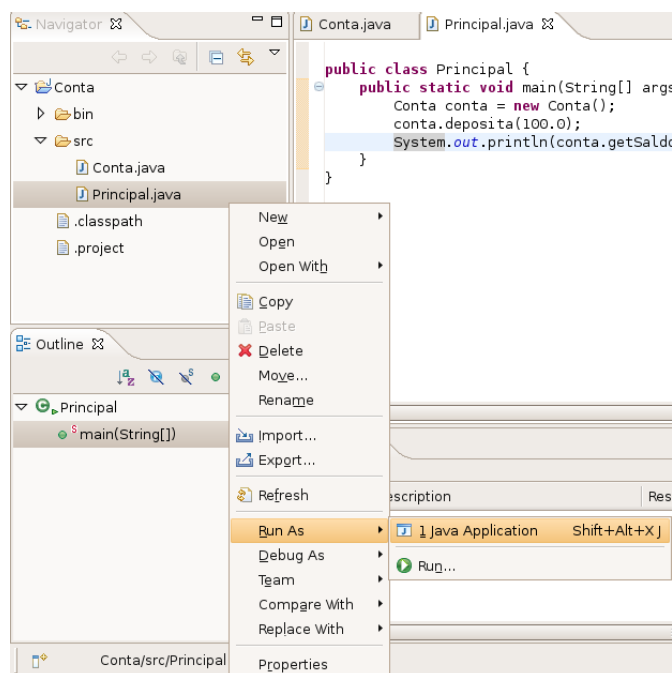 Navigator
Conta.java
Principal.java
Conta
bin
src
Conta.java
Principal.java
.classpath
.project
public class Principal {
public static void main(String[] args
Conta conta = new Conta();
conta.deposita(100.0);
System.out.println(conta.getSaldo
}
}
Outline
Principal
main(String[])
New
Open
Open With
Copy
Paste
Delete
Move...
Rename
Import...
Export...
Refresh
Run As
Debug As
Team
Compare With
Replace With
Properties
escription
Res
1 Java Application Shift+Alt+X J
Run...
Conta/src/Principal